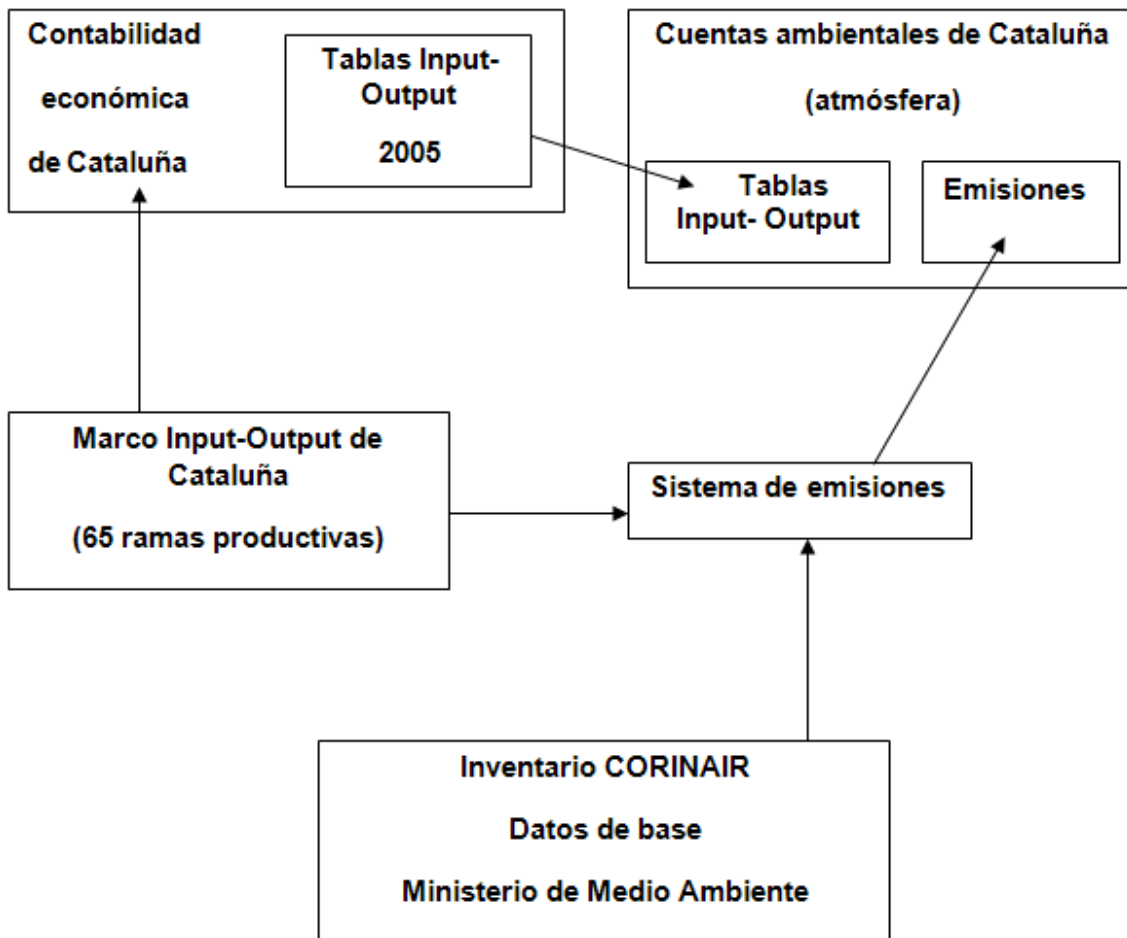 Contabilidad
económica
de Cataluña
Tablas Input-
Output
2005
Cuentas ambientales de Cataluña
(atmósfera)
Tablas
Input- Output
Emisiones
Marco Input-Output de
Cataluña
(65 ramas productivas)
Sistema de emisiones
Inventario CORINAIR
Datos de base
Ministerio de Medio Ambiente